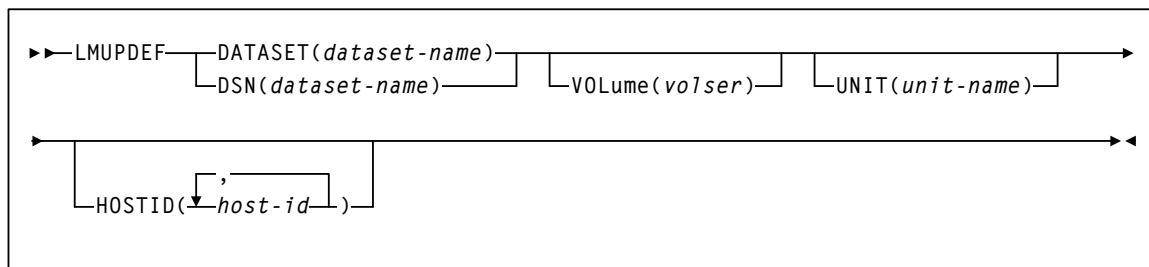 LMUPDEF DATASET(dataset-name)
DSN(dataset-name) VOLume(volser) UNIT(unit-name)
,
HOSTID( host-id )